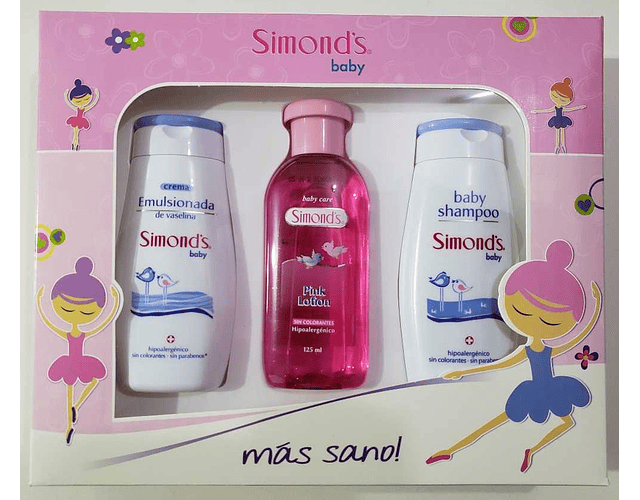 Simond's®
baby
crema
Emulsionada
de vaselina
Simond's®
baby
hipoalergénico
sin colorantes · sin parabenos*
baby care
Simond's®
Pink
Lotion
SIN COLORANTES
Hipoalergénico
125 ml
baby
shampoo
Simond's®
baby
hipoalergénico
sin colorantes · sin
más sano!